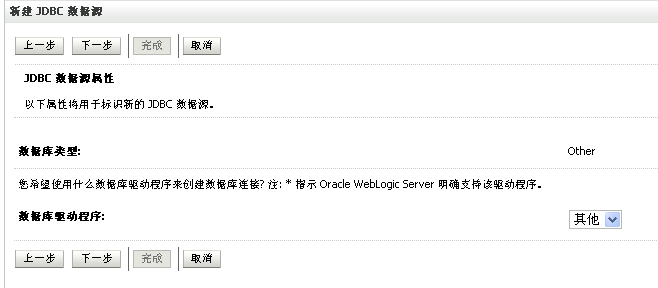 新建 JDBC 数据源
上一步 下一步 完成 取消
JDBC 数据源属性
以下属性将用于标识新的 JDBC 数据源。
数据库类型: Other
您希望使用什么数据库驱动程序来创建数据库连接? 注: * 指示 Oracle WebLogic Server 明确支持该驱动程序。
数据库驱动程序: 其他
上一步 下一步 完成 取消